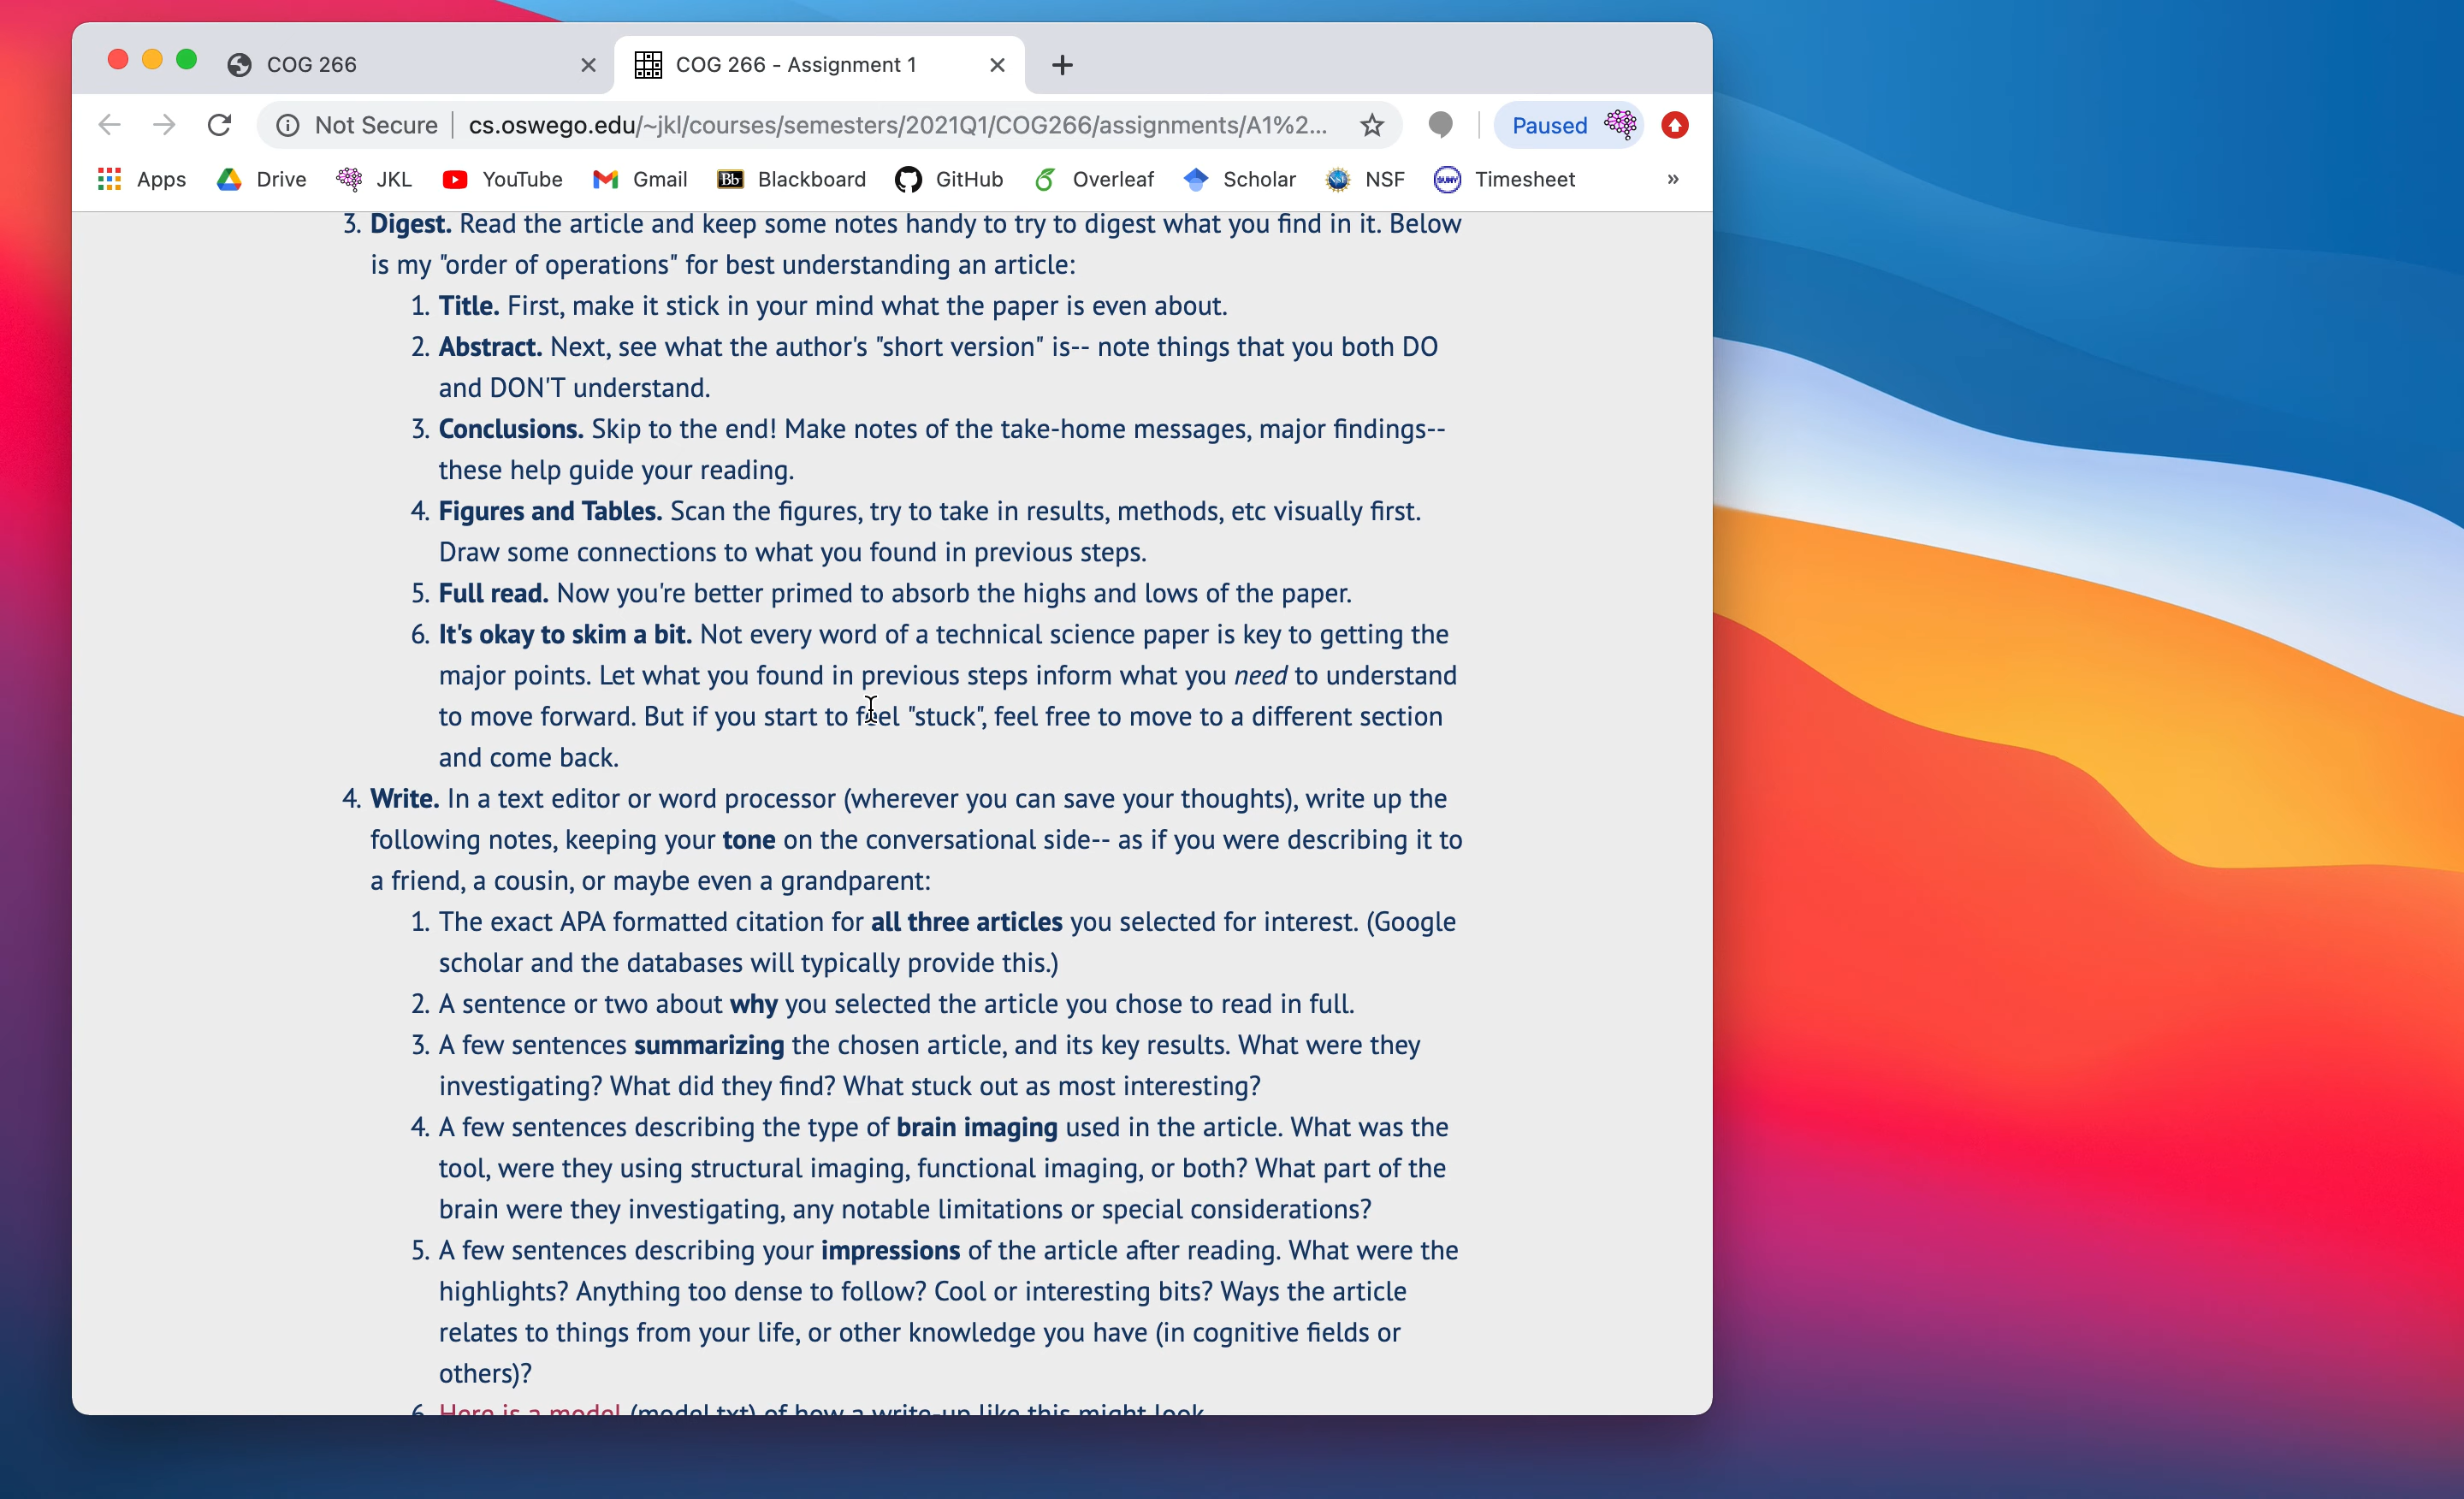 COG 266
COG 266 - Assignment 1
Not Secure cs.oswego.edu/~jkl/courses/semesters/2021Q1/COG266/assignments/A1%2... Paused
Apps Drive JKL YouTube Gmail Bb Blackboard GitHub Overleaf Scholar NSF Timesheet »
3. Digest. Read the article and keep some notes handy to try to digest what you find in it. Below
is my "order of operations" for best understanding an article:
1. Title. First, make it stick in your mind what the paper is even about.
2. Abstract. Next, see what the author's "short version" is-- note things that you both DO
and DON'T understand.
3. Conclusions. Skip to the end! Make notes of the take-home messages, major findings--
these help guide your reading.
4. Figures and Tables. Scan the figures, try to take in results, methods, etc visually first.
Draw some connections to what you found in previous steps.
5. Full read. Now you're better primed to absorb the highs and lows of the paper.
6. It's okay to skim a bit. Not every word of a technical science paper is key to getting the
major points. Let what you found in previous steps inform what you need to understand
to move forward. But if you start to feel "stuck", feel free to move to a different section
and come back.
4. Write. In a text editor or word processor (wherever you can save your thoughts), write up the
following notes, keeping your tone on the conversational side-- as if you were describing it to
a friend, a cousin, or maybe even a grandparent:
1. The exact APA formatted citation for all three articles you selected for interest. (Google
scholar and the databases will typically provide this.)
2. A sentence or two about why you selected the article you chose to read in full.
3. A few sentences summarizing the chosen article, and its key results. What were they
investigating? What did they find? What stuck out as most interesting?
4. A few sentences describing the type of brain imaging used in the article. What was the
tool, were they using structural imaging, functional imaging, or both? What part of the
brain were they investigating, any notable limitations or special considerations?
5. A few sentences describing your impressions of the article after reading. What were the
highlights? Anything too dense to follow? Cool or interesting bits? Ways the article
relates to things from your life, or other knowledge you have (in cognitive fields or
others)?
6. Here is a model (model.txt) of how a write-up like this might look.